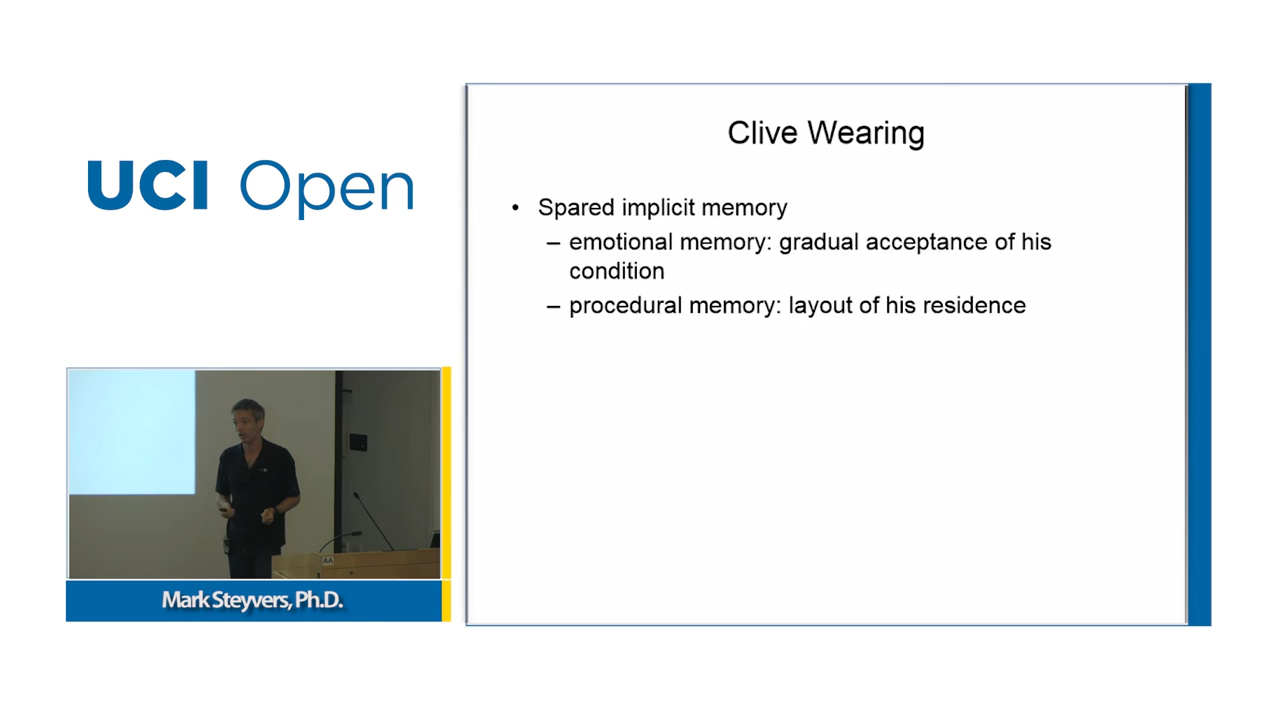 UCI Open
Clive Wearing
• Spared implicit memory
– emotional memory: gradual acceptance of his
condition
– procedural memory: layout of his residence
AA
Mark Steyvers, Ph.D.